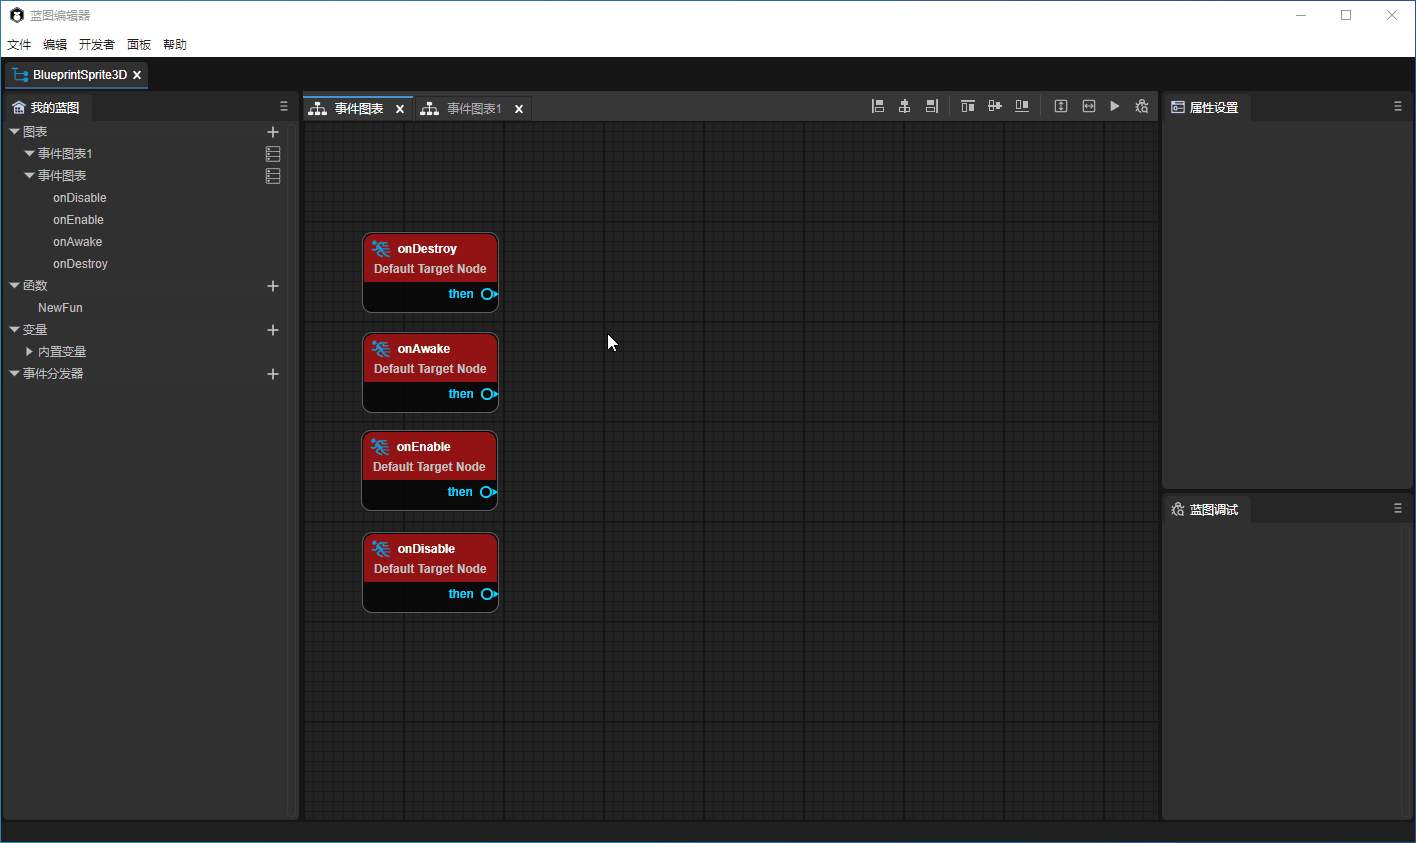 蓝图编辑器
文件 编辑 开发者 面板 帮助
BlueprintSprite3D
我的蓝图
图表
事件图表1
事件图表
onDisable
onEnable
onAwake
onDestroy
函数
NewFun
变量
内置变量
事件分发器
事件图表 事件图表1
onDestroy
Default Target Node
then
onAwake
Default Target Node
then
onEnable
Default Target Node
then
onDisable
Default Target Node
then
属性设置
蓝图调试